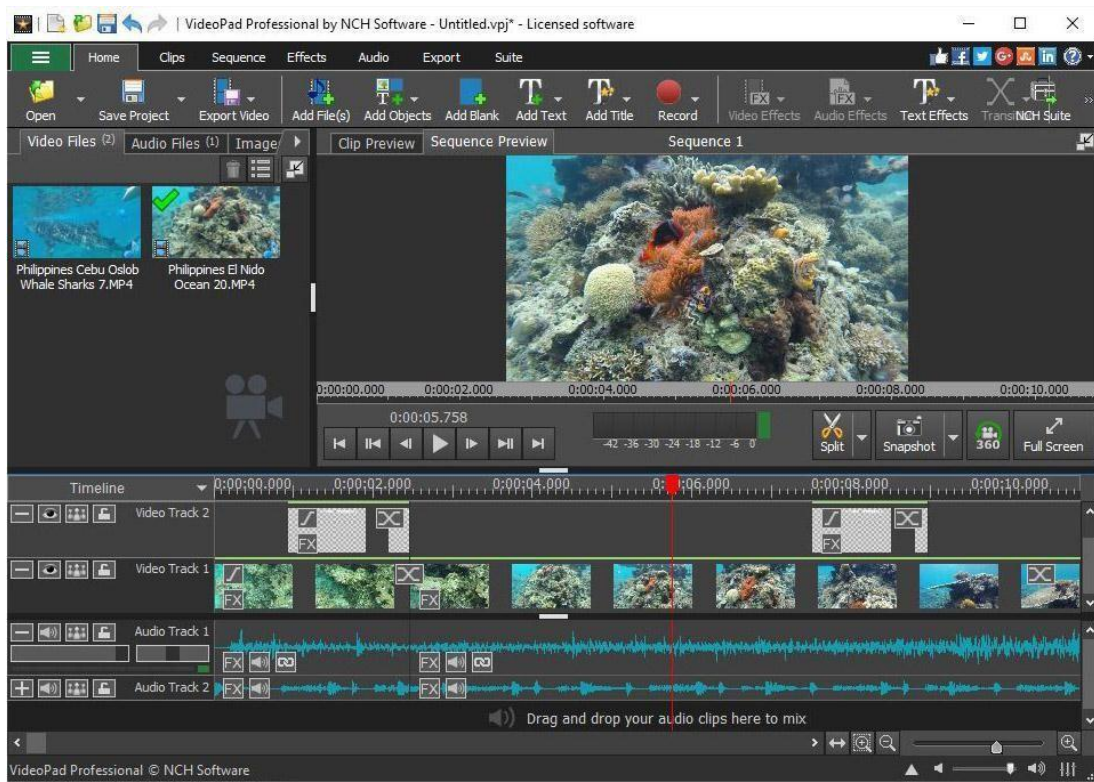 VideoPad Professional by NCH Software - Untitled.vpj* - Licensed software
Home Clips Sequence Effects Audio Export Suite
Open Save Project Export Video Add File(s) Add Objects Add Blank Add Text Add Title Record Video Effects Audio Effects Text Effects Transi NCH Suite
Video Files (2) Audio Files (1) Image
Clip Preview Sequence Preview Sequence 1
Philippines Cebu Oslob
Whale Sharks 7.MP4
Philippines El Nido
Ocean 20.MP4
0:00:00.000 0:00:02.000 0:00:04.000 0:00:06.000 0:00:08.000 0:00:10.000
0:00:05.758
-42 -36 -30 -24 -18 -12 -6 0
Split Snapshot 360 Full Screen
Timeline 0:00:00.000 0:00:02.000 0:00:04.000 0:00:06.000 0:00:08.000 0:00:10.000
Video Track 2
FX FX
Video Track 1
FX FX
Audio Track 1
FX FX
Audio Track 2 FX FX
Drag and drop your audio clips here to mix
VideoPad Professional © NCH Software